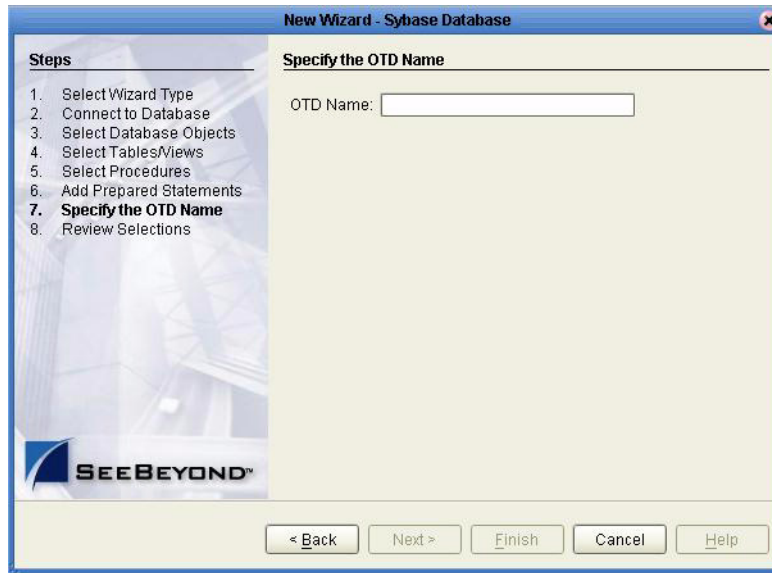 New Wizard - Sybase Database
Steps
1. Select Wizard Type
2. Connect to Database
3. Select Database Objects
4. Select Tables/Views
5. Select Procedures
6. Add Prepared Statements
7. Specify the OTD Name
8. Review Selections
SEEBEYOND™
Specify the OTD Name
OTD Name:
< Back
Next >
Finish
Cancel
Help